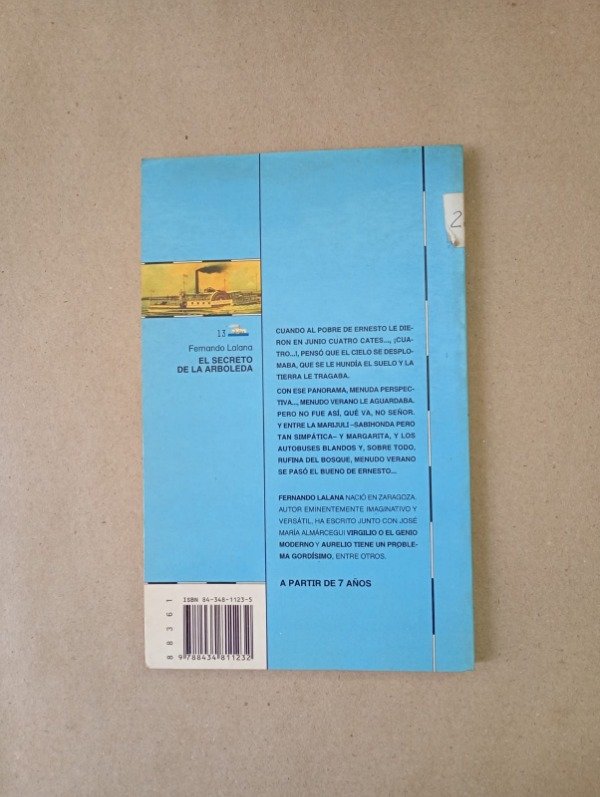 2
13
Fernando Lalana
EL SECRETO
DE LA ARBOLEDA
CUANDO AL POBRE DE ERNESTO LE DIE-
RON EN JUNIO CUATRO CATES..., ¡CUA-
TRO...!, PENSÓ QUE EL CIELO SE DESPLO-
MABA, QUE SE LE HUNDÍA EL SUELO Y LA
TIERRA LE TRAGABA.
CON ESE PANORAMA, MENUDA PERSPEC-
TIVA..., MENUDO VERANO LE AGUARDABA.
PERO NO FUE ASÍ, QUÉ VA, NO SEÑOR.
Y ENTRE LA MARIJULI –SABIHONDA PERO
TAN SIMPÁTICA– Y MARGARITA, Y LOS
AUTOBUSES BLANDOS Y, SOBRE TODO,
RUFINA DEL BOSQUE, MENUDO VERANO
SE PASÓ EL BUENO DE ERNESTO...
FERNANDO LALANA NACIÓ EN ZARAGOZA.
AUTOR EMINENTEMENTE IMAGINATIVO Y
VERSÁTIL, HA ESCRITO JUNTO CON JOSÉ
MARÍA ALMÁRCEGUI VIRGILIO O EL GENIO
MODERNO Y AURELIO TIENE UN PROBLE-
MA GORDÍSIMO, ENTRE OTROS.
A PARTIR DE 7 AÑOS
88361
ISBN 84-348-1123-5
9 788434 811232